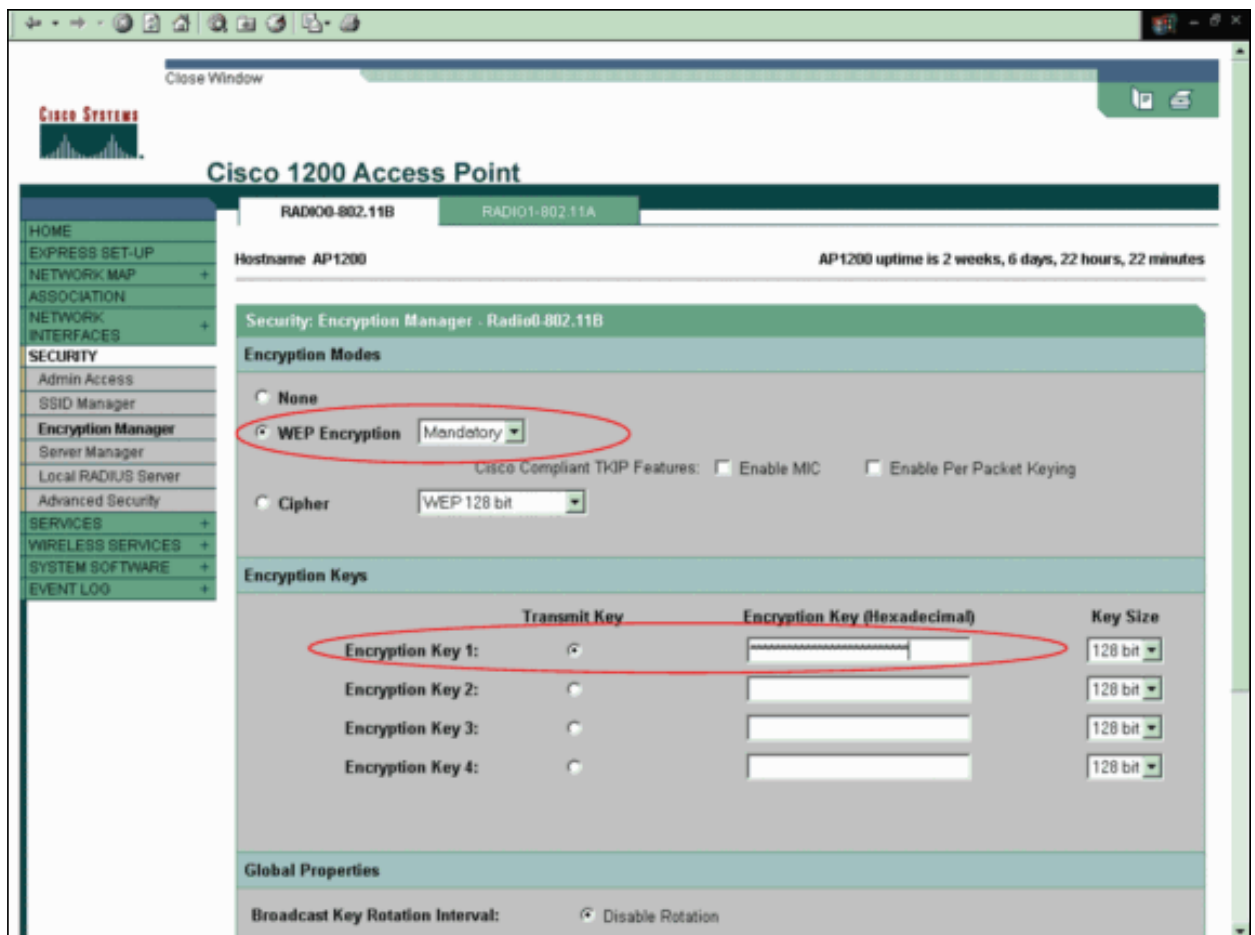 Close Window
CISCO SYSTEMS
Cisco 1200 Access Point
RADIO0-802.11B
RADIO1-802.11A
HOME
EXPRESS SET-UP
NETWORK MAP +
ASSOCIATION
NETWORK INTERFACES +
SECURITY
Admin Access
SSID Manager
Encryption Manager
Server Manager
Local RADIUS Server
Advanced Security
SERVICES +
WIRELESS SERVICES +
SYSTEM SOFTWARE +
EVENT LOG +
Hostname AP1200
AP1200 uptime is 2 weeks, 6 days, 22 hours, 22 minutes
Security: Encryption Manager - Radio0-802.11B
Encryption Modes
None
WEP Encryption Mandatory
Cisco Compliant TKIP Features: Enable MIC Enable Per Packet Keying
Cipher WEP 128 bit
Encryption Keys
Transmit Key Encryption Key (Hexadecimal) Key Size
Encryption Key 1: 128 bit
Encryption Key 2: 128 bit
Encryption Key 3: 128 bit
Encryption Key 4: 128 bit
Global Properties
Broadcast Key Rotation Interval: Disable Rotation